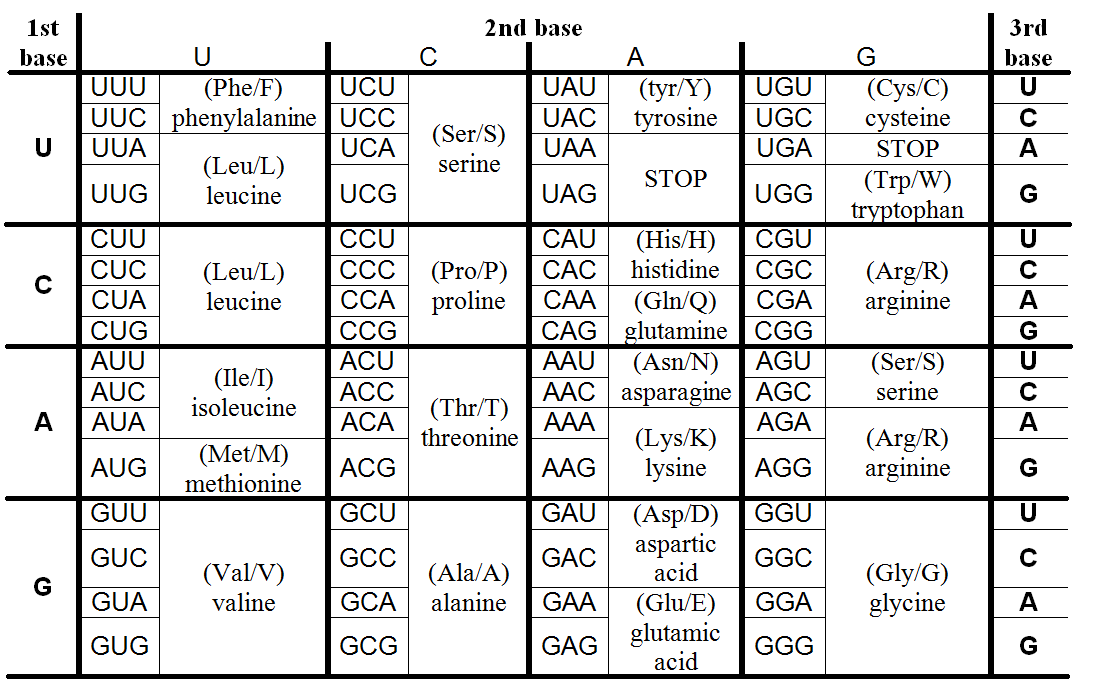 1st base 2nd base 3rd base
U C A G
U
UUU (Phe/F) phenylalanine UCU (Ser/S) serine UAU (tyr/Y) tyrosine UGU (Cys/C) cysteine U
UUC UCC UAC UGC C
UUA (Leu/L) leucine UCA UAA STOP UGA STOP A
UUG UCG UAG UGG (Trp/W) tryptophan G
C
CUU (Leu/L) leucine CCU (Pro/P) proline CAU (His/H) histidine CGU (Arg/R) arginine U
CUC CCC CAC CGC C
CUA CCA CAA (Gln/Q) glutamine CGA A
CUG CCG CAG CGG G
A
AUU (Ile/I) isoleucine ACU (Thr/T) threonine AAU (Asn/N) asparagine AGU (Ser/S) serine U
AUC ACC AAC AGC C
AUA ACA AAA (Lys/K) lysine AGA (Arg/R) arginine A
AUG (Met/M) methionine ACG AAG AGG G
G
GUU (Val/V) valine GCU (Ala/A) alanine GAU (Asp/D) aspartic acid GGU (Gly/G) glycine U
GUC GCC GAC GGC C
GUA GCA GAA (Glu/E) glutamic acid GGA A
GUG GCG GAG GGG G